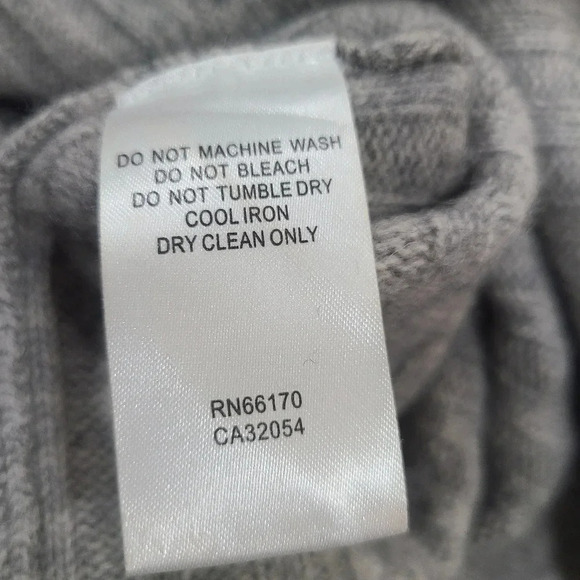 DO NOT MACHINE WASH
DO NOT BLEACH
DO NOT TUMBLE DRY
COOL IRON
DRY CLEAN ONLY
RN66170
CA32054